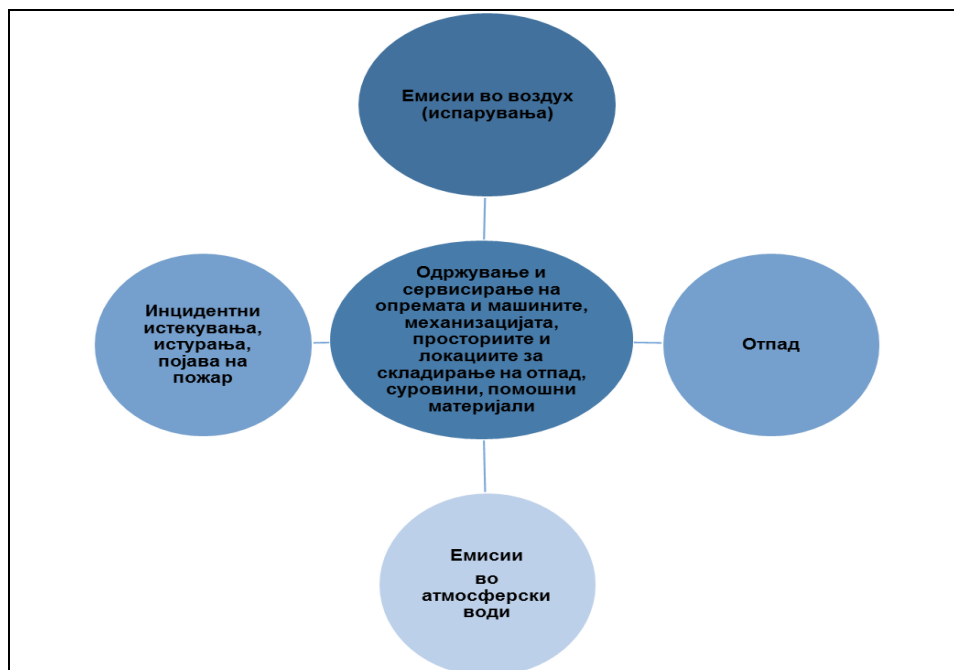 Емисии во воздух
(испарувања)
Инцидентни
истекувања,
истурања,
појава на
пожар
Одржување и
сервисирање на
опремата и машините,
механизацијата,
просториите и
локациите за
складирање на отпад,
суровини, помошни
материјали
Отпад
Емисии
во
атмосферски
води